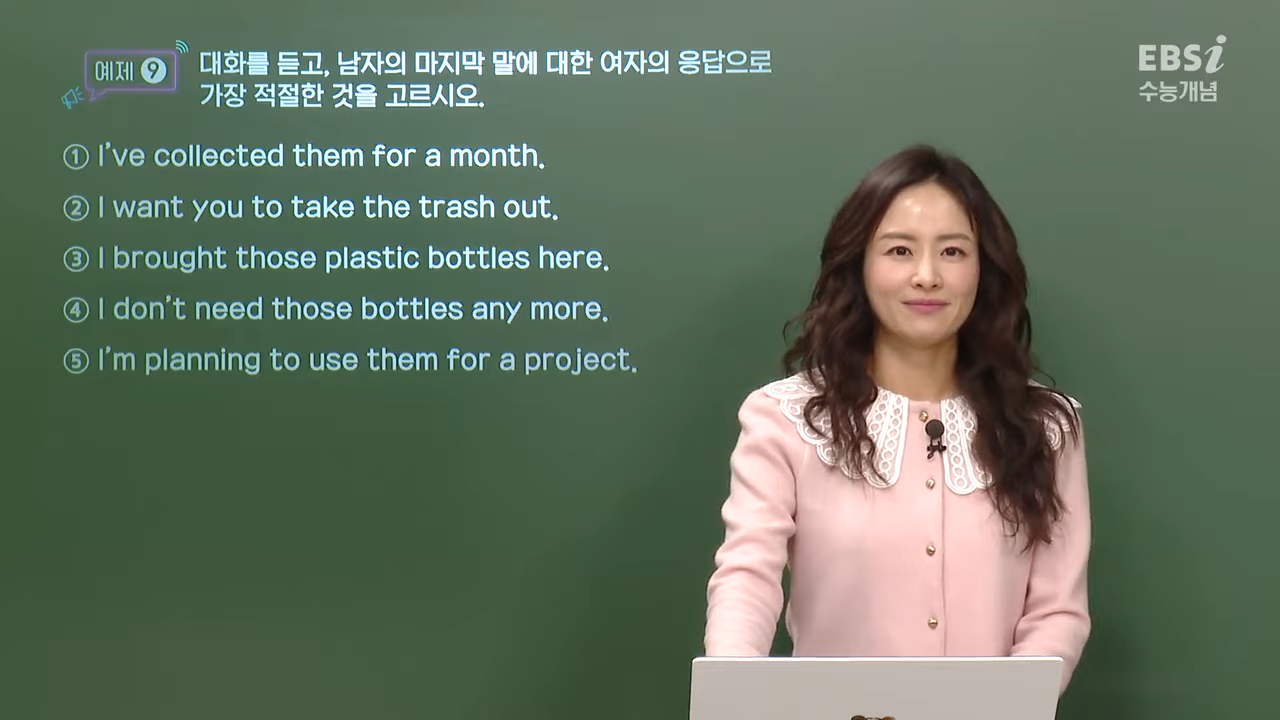 예제 9
대화를 듣고, 남자의 마지막 말에 대한 여자의 응답으로
가장 적절한 것을 고르시오.
EBSi
수능개념
① I've collected them for a month.
② I want you to take the trash out.
③ I brought those plastic bottles here.
④ I don't need those bottles any more.
⑤ I'm planning to use them for a project.